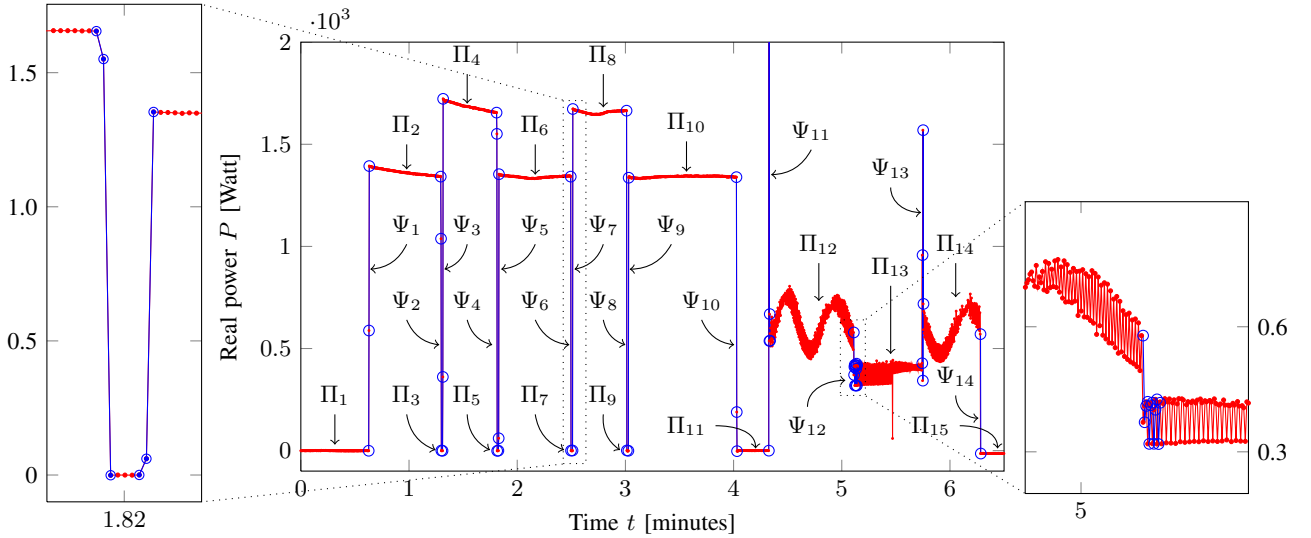 ·10³
2
1.5
1
0.5
0
Real power P [Watt]
0 1 2 3 4 5 6
Time t [minutes]
Π1
Π2
Π3
Π4
Π5
Π6
Π7
Π8
Π9
Π10
Π11
Π12
Π13
Π14
Π15
Ψ1
Ψ2
Ψ3
Ψ4
Ψ5
Ψ6
Ψ7
Ψ8
Ψ9
Ψ10
Ψ11
Ψ12
Ψ13
Ψ14
1.5
1.0
0.5
0
1.82
0.6
0.3
5